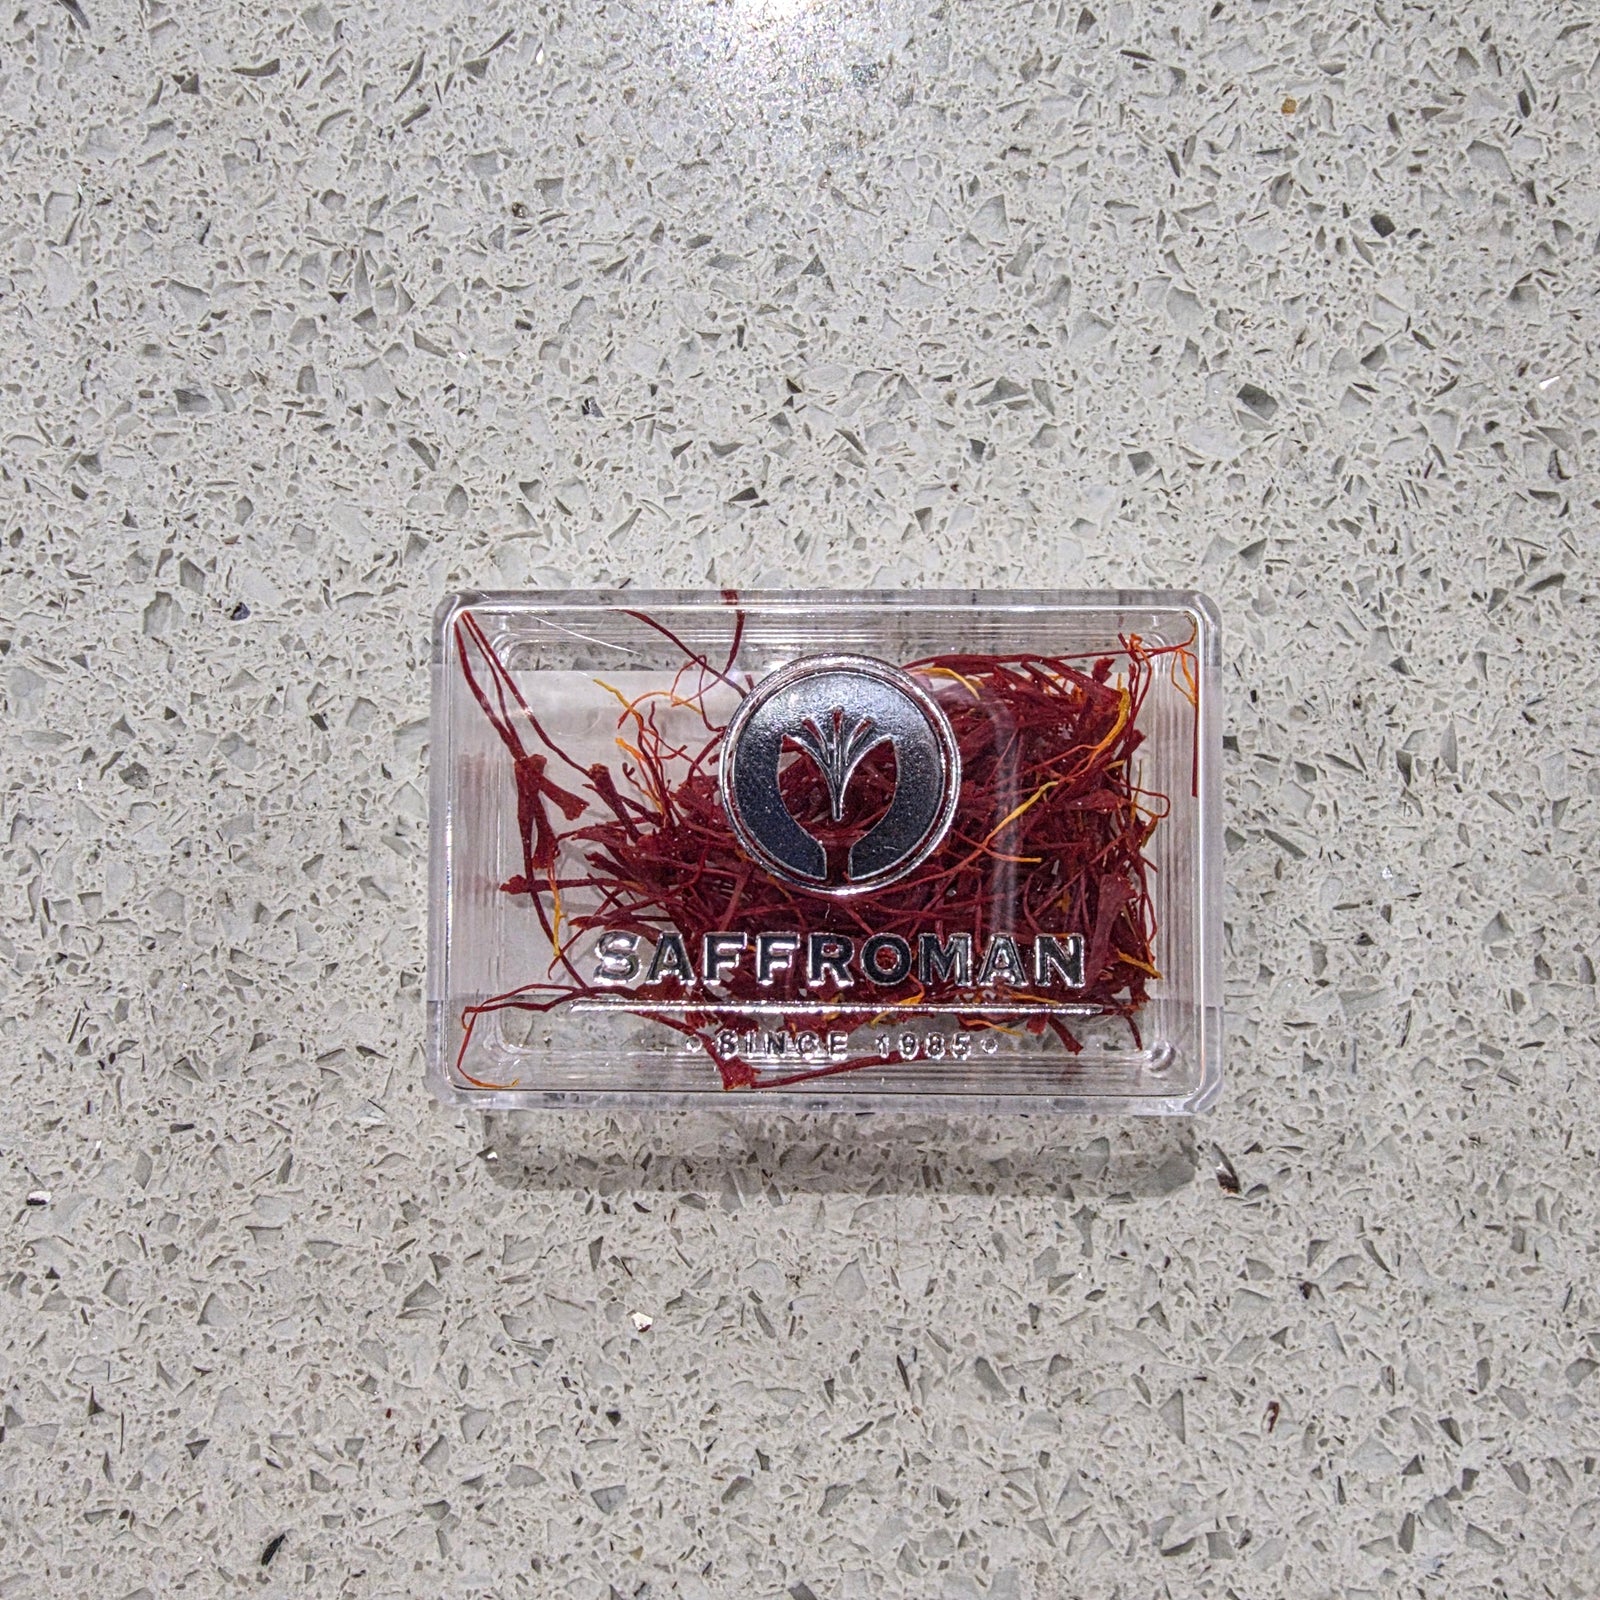 SAFFROMAN
• SINCE 1985 •